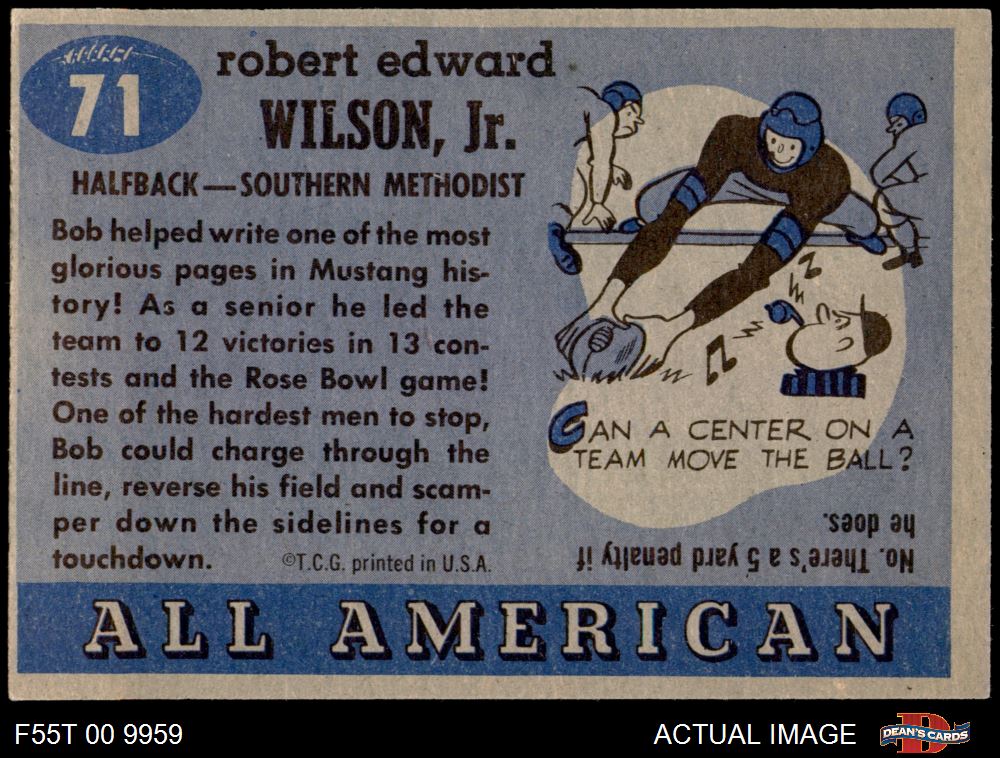 71
robert edward
WILSON, Jr.
HALFBACK—SOUTHERN METHODIST
Bob helped write one of the most
glorious pages in Mustang his-
tory! As a senior he led the
team to 12 victories in 13 con-
tests and the Rose Bowl game!
One of the hardest men to stop,
Bob could charge through the
line, reverse his field and scam-
per down the sidelines for a
touchdown.
©T.C.G. printed in U.S.A.
CAN A CENTER ON A
TEAM MOVE THE BALL?
No. There's a 5 yard penalty if
he does.
ALL AMERICAN
F55T 00 9959
ACTUAL IMAGE
DEAN'S CARDS